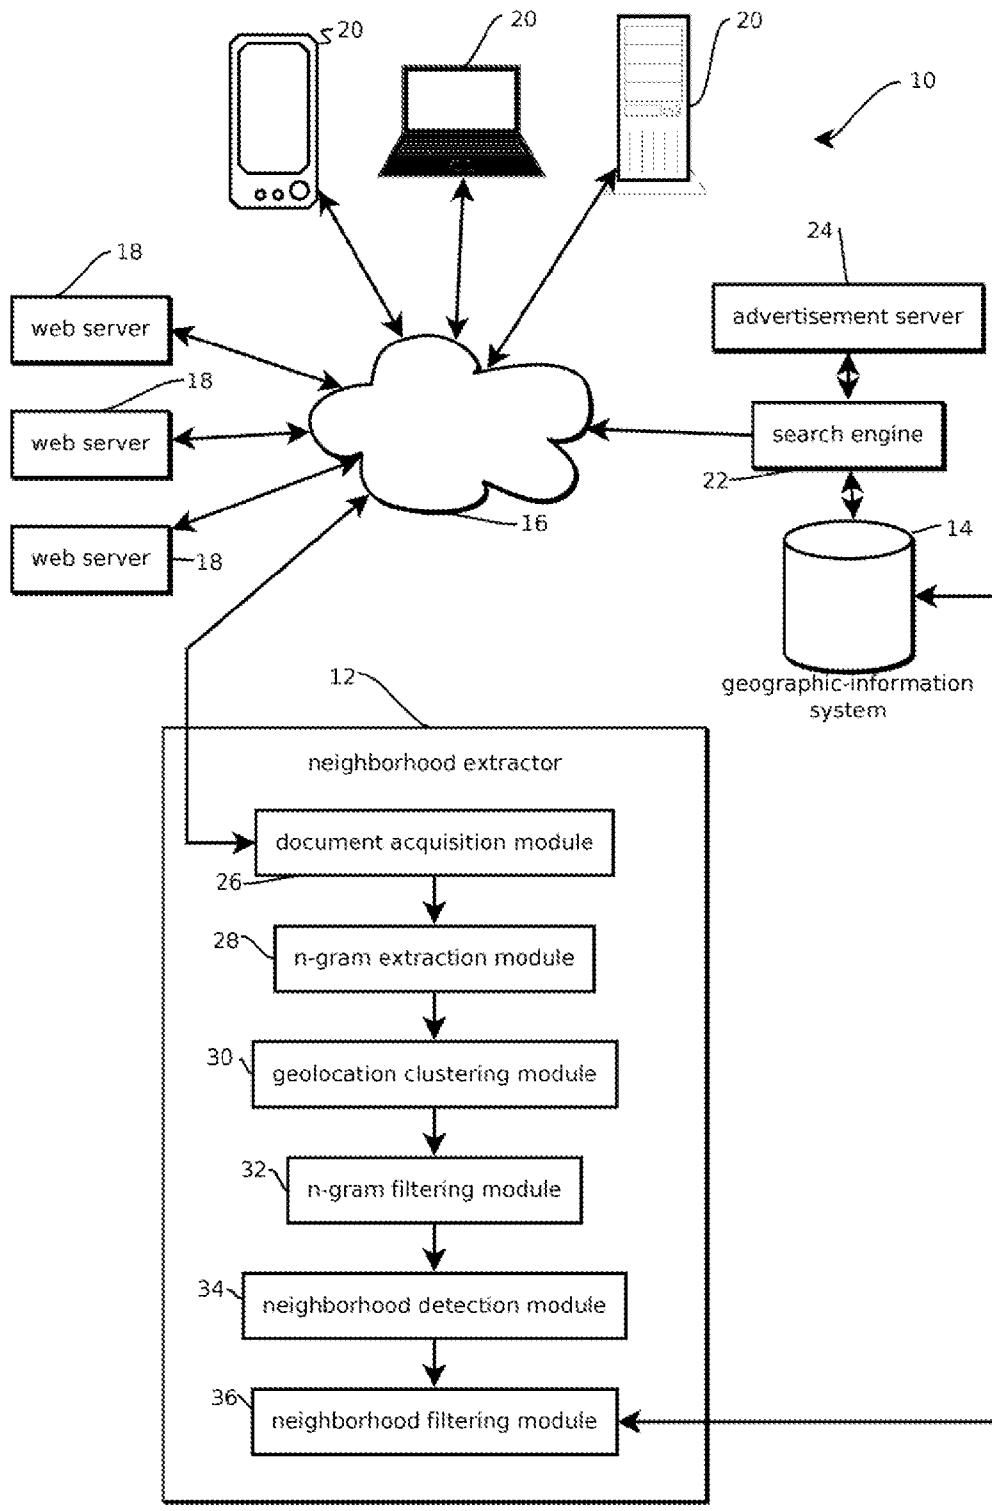 20
20
20
10
18
24
web server
advertisement server
18
web server
search engine
22
16
14
web server
18
geographic-information
system
12
neighborhood extractor
document acquisition module
26
28
n-gram extraction module
30
geolocation clustering module
32
n-gram filtering module
34
neighborhood detection module
36
neighborhood filtering module